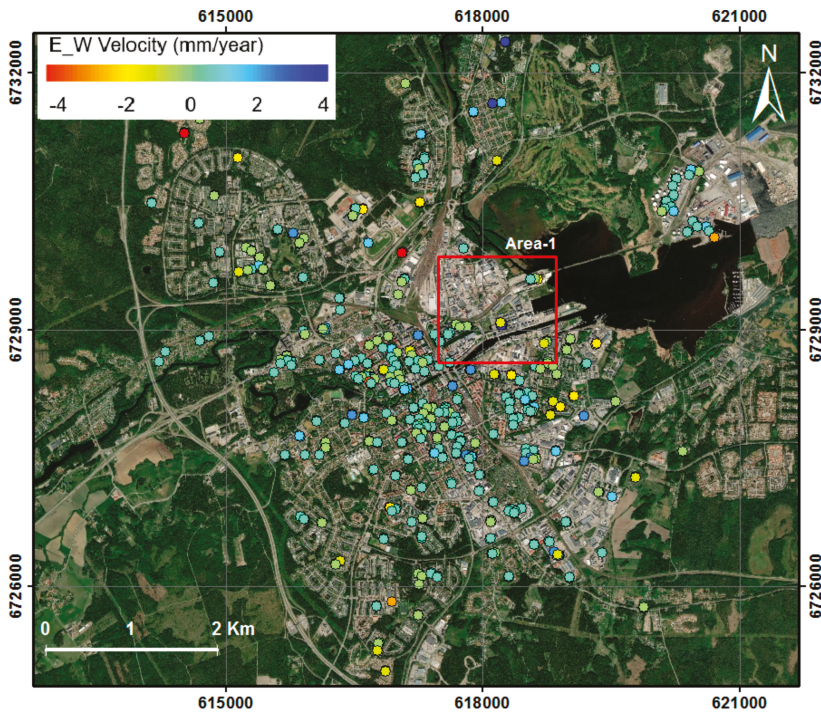 615000 618000 621000
E_W Velocity (mm/year)
-4 -2 0 2 4
N
6732000 6732000
Area-1
6729000 6729000
6726000 6726000
0 1 2 Km
615000 618000 621000